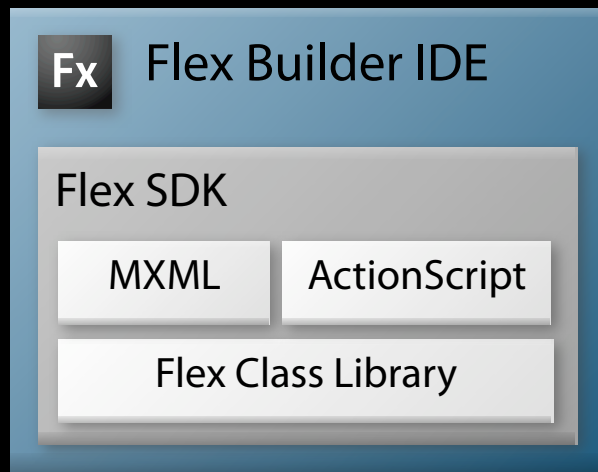 Fx Flex Builder IDE
Flex SDK
MXML ActionScript
Flex Class Library